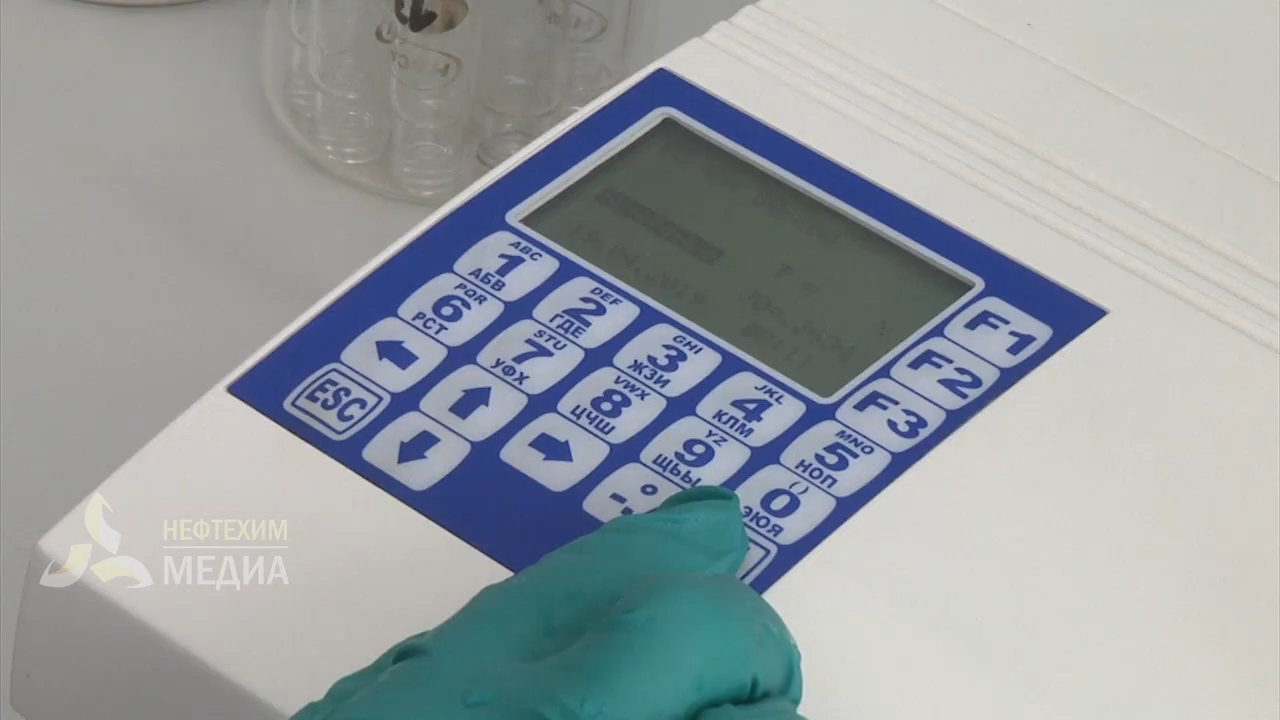 ABC
1
АБВ
DEF
2
ГДЕ
GHI
3
ЖЗИ
JKL
4
КЛМ
MNO
5
НОП
PQR
6
РСТ
STU
7
УФХ
VWX
8
ЦЧШ
YZ
9
ЩЬЫ
()
0
ЭЮЯ
ESC
F1
F2
F3
НЕФТЕХИМ
МЕДИА